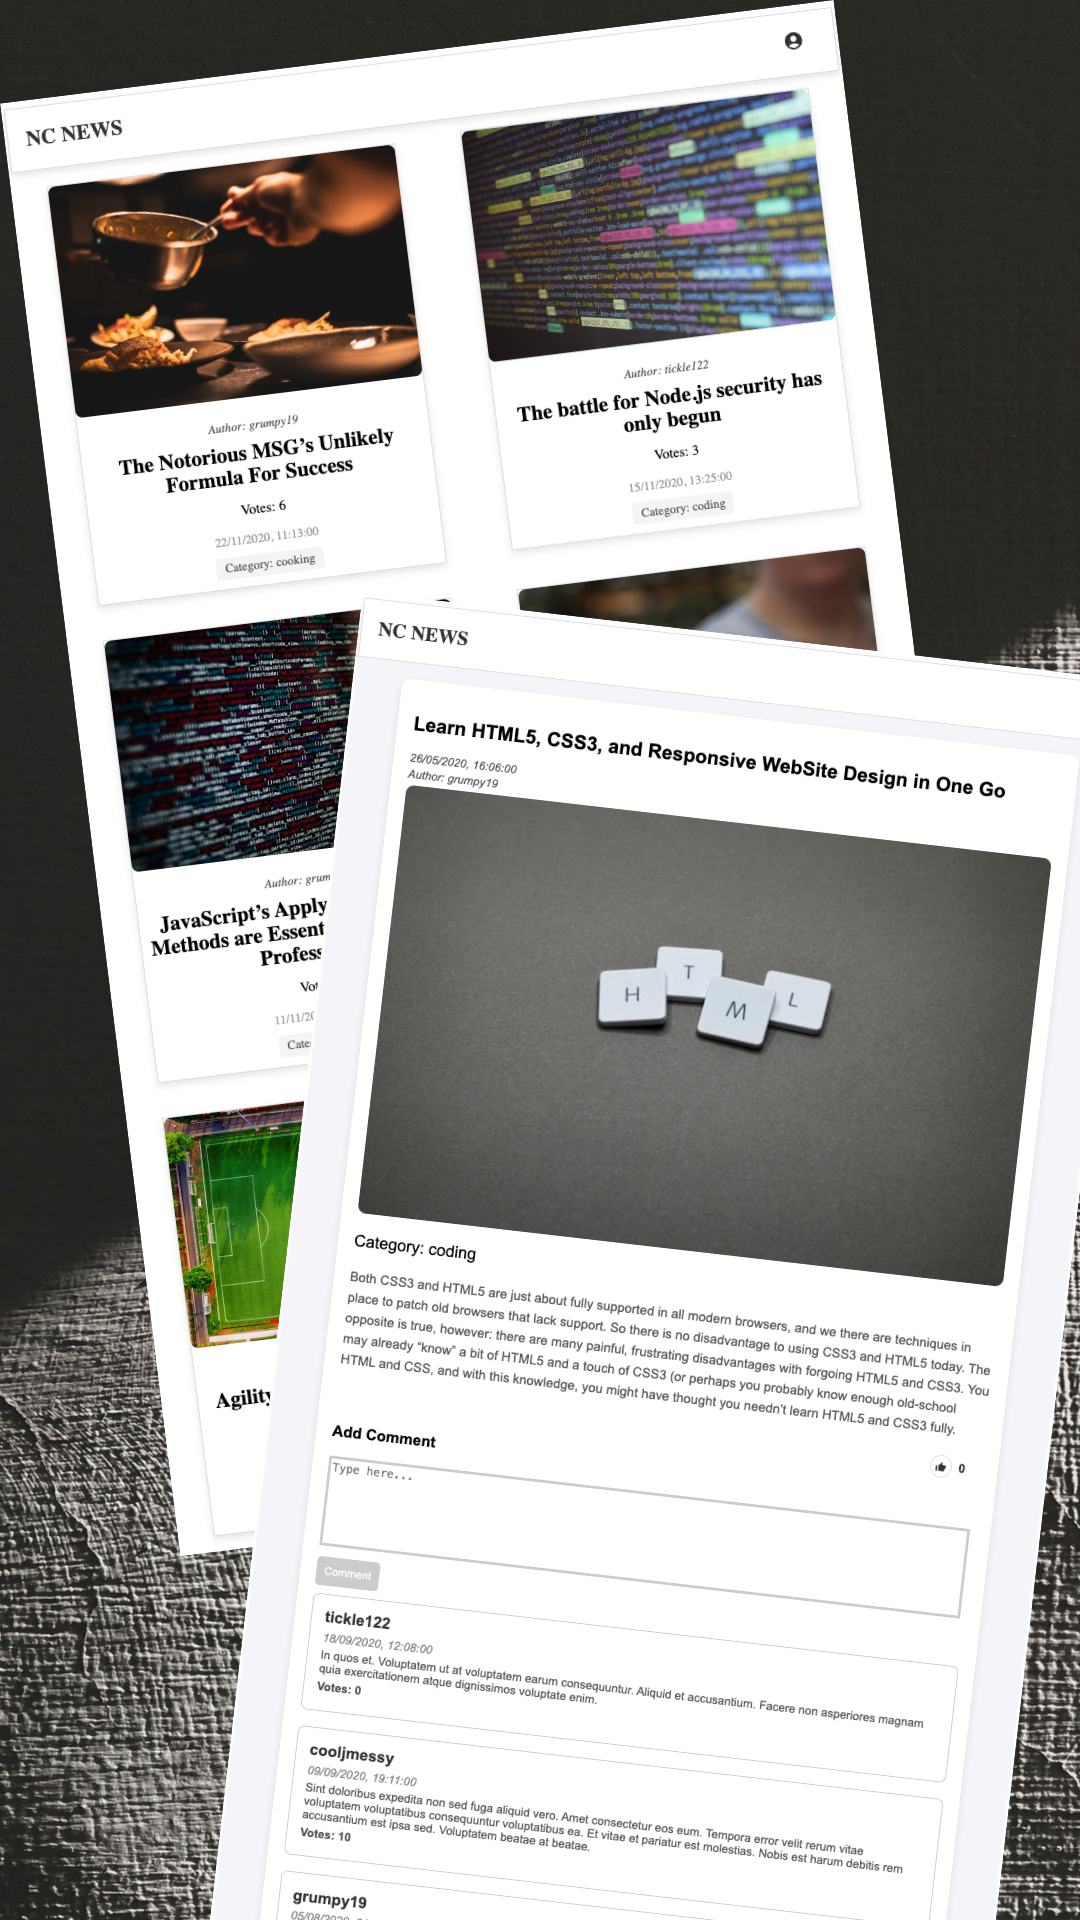 NC NEWS
Author: grumpy19
The Notorious MSG’s Unlikely
Formula For Success
Votes: 6
22/11/2020, 11:13:00
Category: cooking
Author: tickle122
The battle for Node.js security has
only begun
Votes: 3
15/11/2020, 13:25:00
Category: coding
Author: grum
JavaScript’s Apply
Methods are Essent
Profess
Vot
11/11/20
Cate
Agility
NC NEWS
Learn HTML5, CSS3, and Responsive WebSite Design in One Go
26/05/2020, 16:06:00
Author: grumpy19
H T M L
Category: coding
Both CSS3 and HTML5 are just about fully supported in all modern browsers, and we there are techniques in
place to patch old browsers that lack support. So there is no disadvantage to using CSS3 and HTML5 today. The
opposite is true, however: there are many painful, frustrating disadvantages with forgoing HTML5 and CSS3. You
may already “know” a bit of HTML5 and a touch of CSS3 (or perhaps you probably know enough old-school
HTML and CSS, and with this knowledge, you might have thought you needn’t learn HTML5 and CSS3 fully.
0
Add Comment
Type here...
Comment
tickle122
18/09/2020, 12:08:00
In quos et. Voluptatem ut at voluptatem earum consequuntur. Aliquid et accusantium. Facere non asperiores magnam
quia exercitationem atque dignissimos voluptate enim.
Votes: 0
cooljmessy
09/09/2020, 19:11:00
Sint doloribus expedita non sed fuga aliquid vero. Amet consectetur eos eum. Tempora error velit rerum vitae
voluptatem voluptatibus consequuntur voluptatibus ea. Et vitae et pariatur est molestias. Nobis est harum debitis rem
accusantium est ipsa sed. Voluptatem beatae at beatae.
Votes: 10
grumpy19